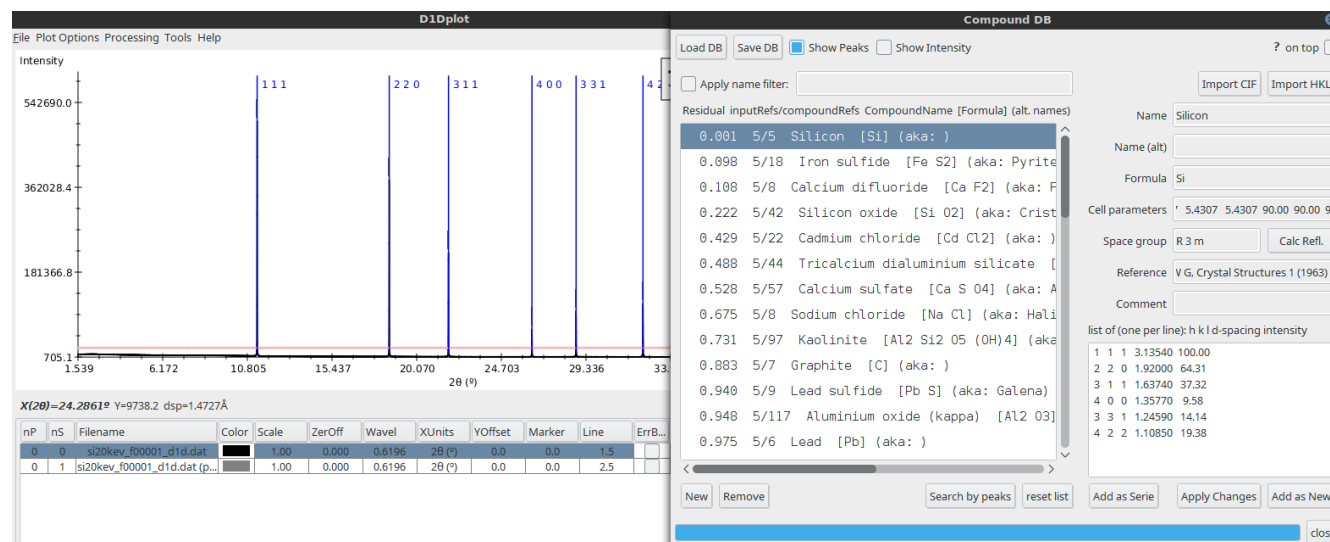 D1Dplot
File Plot Options Processing Tools Help
Intensity
542690.0
362028.4
181366.8
705.1
1 1 1
2 2 0
3 1 1
4 0 0
3 3 1
4 2
1.539 6.172 10.805 15.437 20.070 24.703 29.336 33.
2θ (º)
X(2θ)=24.2861º Y=9738.2 dsp=1.4727Å
nP nS Filename Color Scale ZerOff Wavel XUnits YOffset Marker Line ErrB...
0 0 si20kev_f00001_d1d.dat 1.00 0.000 0.6196 2θ (º) 0.0 0.0 1.5
0 1 si20kev_f00001_d1d.dat (p... 1.00 0.000 0.6196 2θ (º) 0.0 0.0 2.5
Compound DB
Load DB Save DB Show Peaks Show Intensity ? on top
Apply name filter: Import CIF Import HKL
Residual inputRefs/compoundRefs CompoundName [Formula] (alt. names)
0.001 5/5 Silicon [Si] (aka: )
0.098 5/18 Iron sulfide [Fe S2] (aka: Pyrite
0.108 5/8 Calcium difluoride [Ca F2] (aka: F
0.222 5/42 Silicon oxide [Si O2] (aka: Crist
0.429 5/22 Cadmium chloride [Cd Cl2] (aka: )
0.488 5/44 Tricalcium dialuminium silicate [
0.528 5/57 Calcium sulfate [Ca S O4] (aka: A
0.675 5/8 Sodium chloride [Na Cl] (aka: Hali
0.731 5/97 Kaolinite [Al2 Si2 O5 (OH)4] (aka
0.883 5/7 Graphite [C] (aka: )
0.940 5/9 Lead sulfide [Pb S] (aka: Galena)
0.948 5/117 Aluminium oxide (kappa) [Al2 O3]
0.975 5/6 Lead [Pb] (aka: )
New Remove Search by peaks reset list
Name Silicon
Name (alt)
Formula Si
Cell parameters 5.4307 5.4307 90.00 90.00 9
Space group R 3 m Calc Refl.
Reference G, Crystal Structures 1 (1963)
Comment
list of (one per line): h k l d-spacing intensity
1 1 1 3.13540 100.00
2 2 0 1.92000 64.31
3 1 1 1.63740 37.32
4 0 0 1.35770 9.58
3 3 1 1.24590 14.14
4 2 2 1.10850 19.38
Add as Serie Apply Changes Add as New
clos